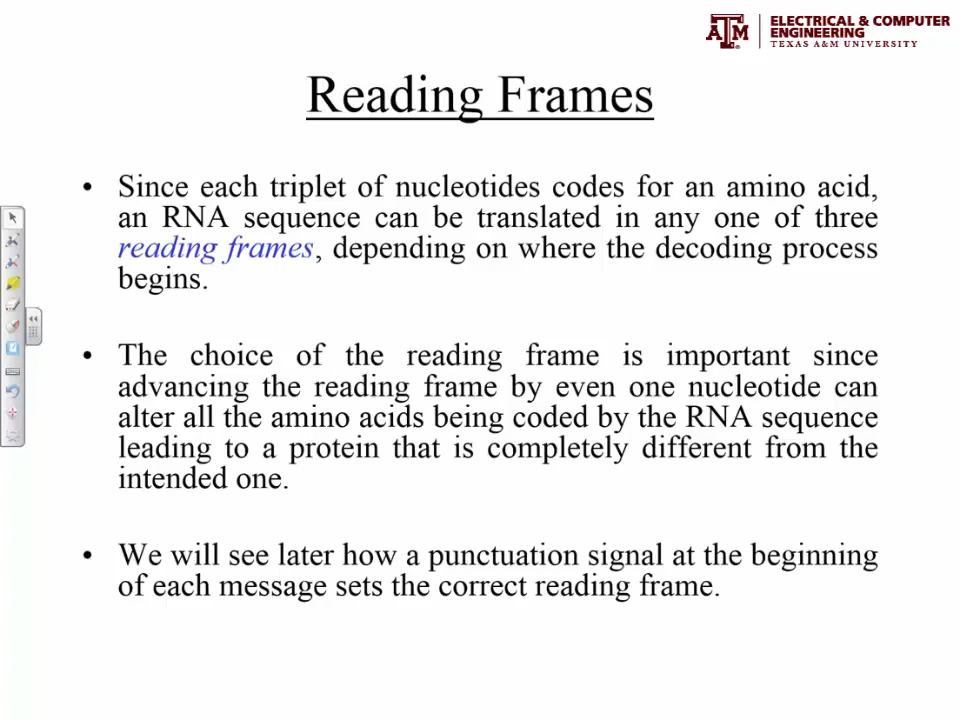 ELECTRICAL & COMPUTER
ENGINEERING
TEXAS A&M UNIVERSITY
Reading Frames
• Since each triplet of nucleotides codes for an amino acid,
an RNA sequence can be translated in any one of three
reading frames, depending on where the decoding process
begins.
• The choice of the reading frame is important since
advancing the reading frame by even one nucleotide can
alter all the amino acids being coded by the RNA sequence
leading to a protein that is completely different from the
intended one.
• We will see later how a punctuation signal at the beginning
of each message sets the correct reading frame.